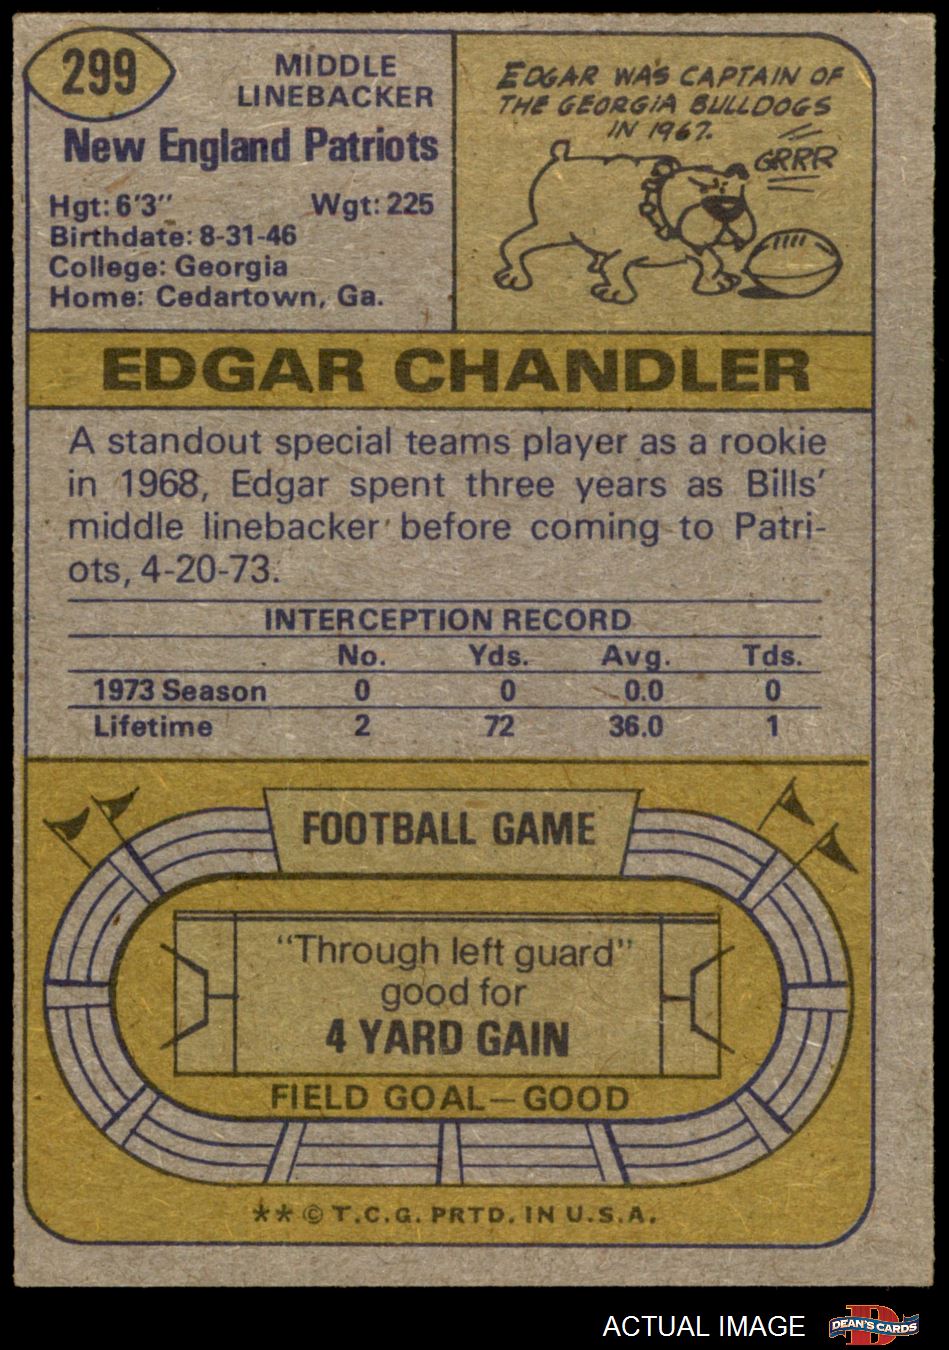 299
MIDDLE
LINEBACKER
New England Patriots
Hgt: 6'3" Wgt: 225
Birthdate: 8-31-46
College: Georgia
Home: Cedartown, Ga.
EDGAR WAS CAPTAIN OF
THE GEORGIA BULLDOGS
IN 1967.
GRRR
EDGAR CHANDLER
A standout special teams player as a rookie
in 1968, Edgar spent three years as Bills'
middle linebacker before coming to Patri-
ots, 4-20-73.
INTERCEPTION RECORD
No. Yds. Avg. Tds.
1973 Season 0 0 0.0 0
Lifetime 2 72 36.0 1
FOOTBALL GAME
"Through left guard"
good for
4 YARD GAIN
FIELD GOAL—GOOD
** © T.C.G. PRTD. IN U.S.A.
ACTUAL IMAGE
D
DEAN'S CARDS